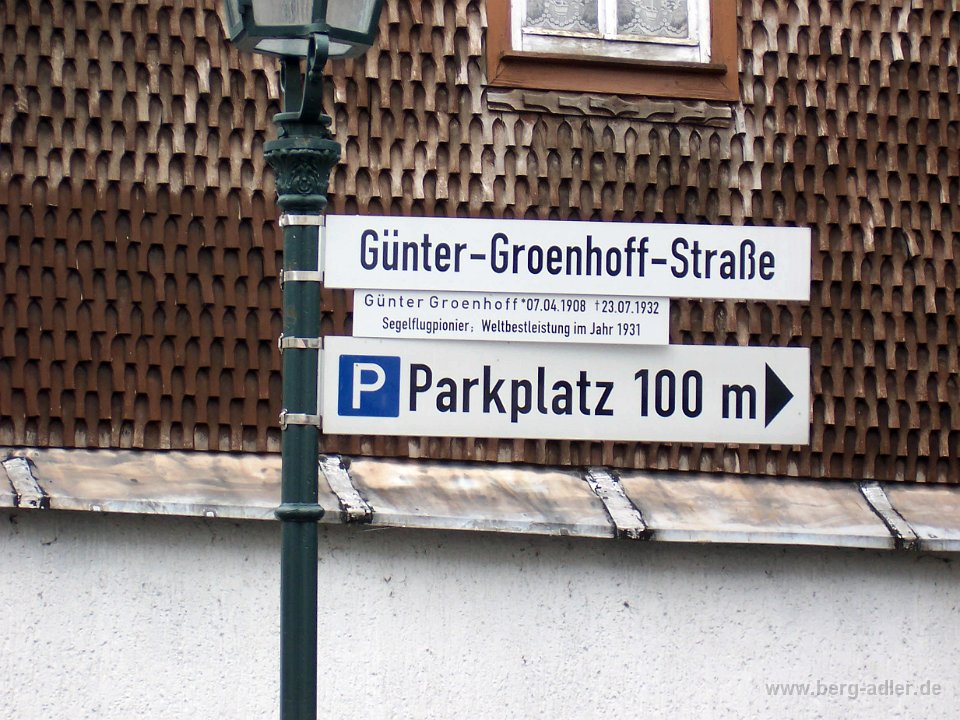 Günter-Groenhoff-Straße
Günter Groenhoff *07.04.1908 †23.07.1932
Segelflugpionier; Weltbestleistung im Jahr 1931
P Parkplatz 100 m
www.berg-adler.de